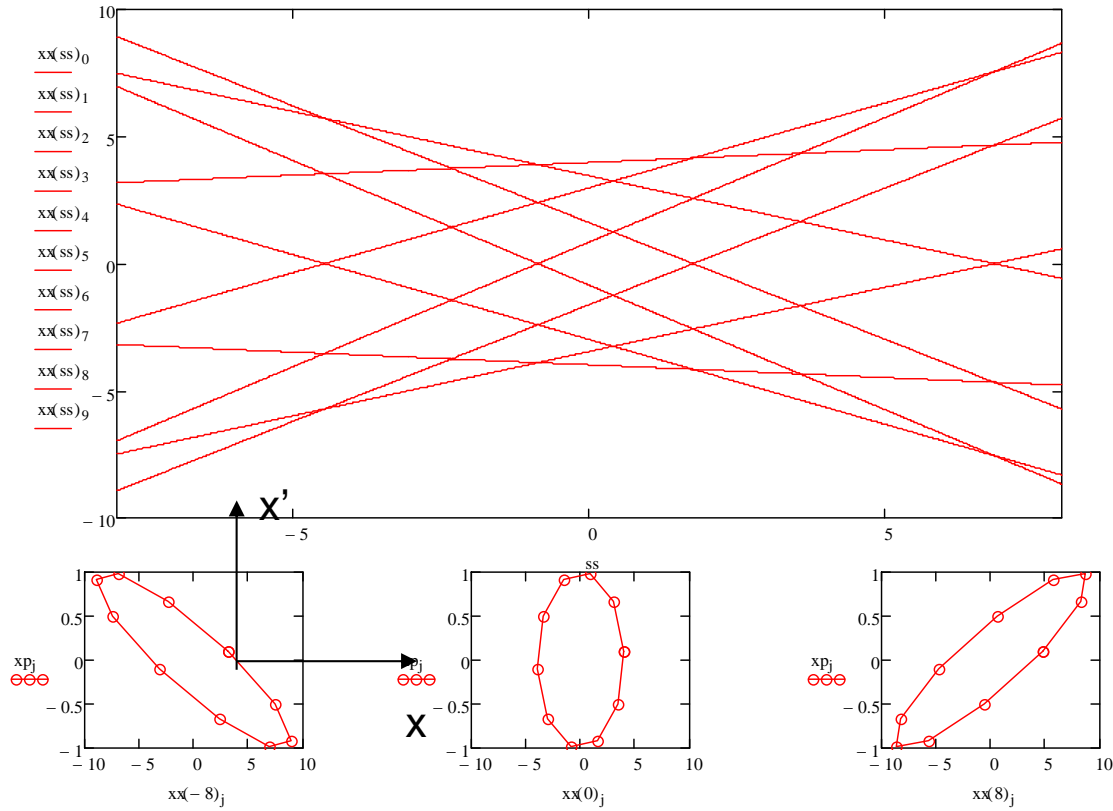 10
xx(ss)0
xx(ss)1
xx(ss)2
xx(ss)3
xx(ss)4
xx(ss)5
xx(ss)6
xx(ss)7
xx(ss)8
xx(ss)9
5
0
− 5
− 10
− 5 0 5
ss
x’
x
1
0.5
0
− 0.5
− 1
xpj
− 10 − 5 0 5 10
xx(− 8)j
1
0.5
0
− 0.5
− 1
pj
− 10 − 5 0 5 10
xx(0)j
1
0.5
0
− 0.5
− 1
xpj
− 10 − 5 0 5 10
xx(8)j